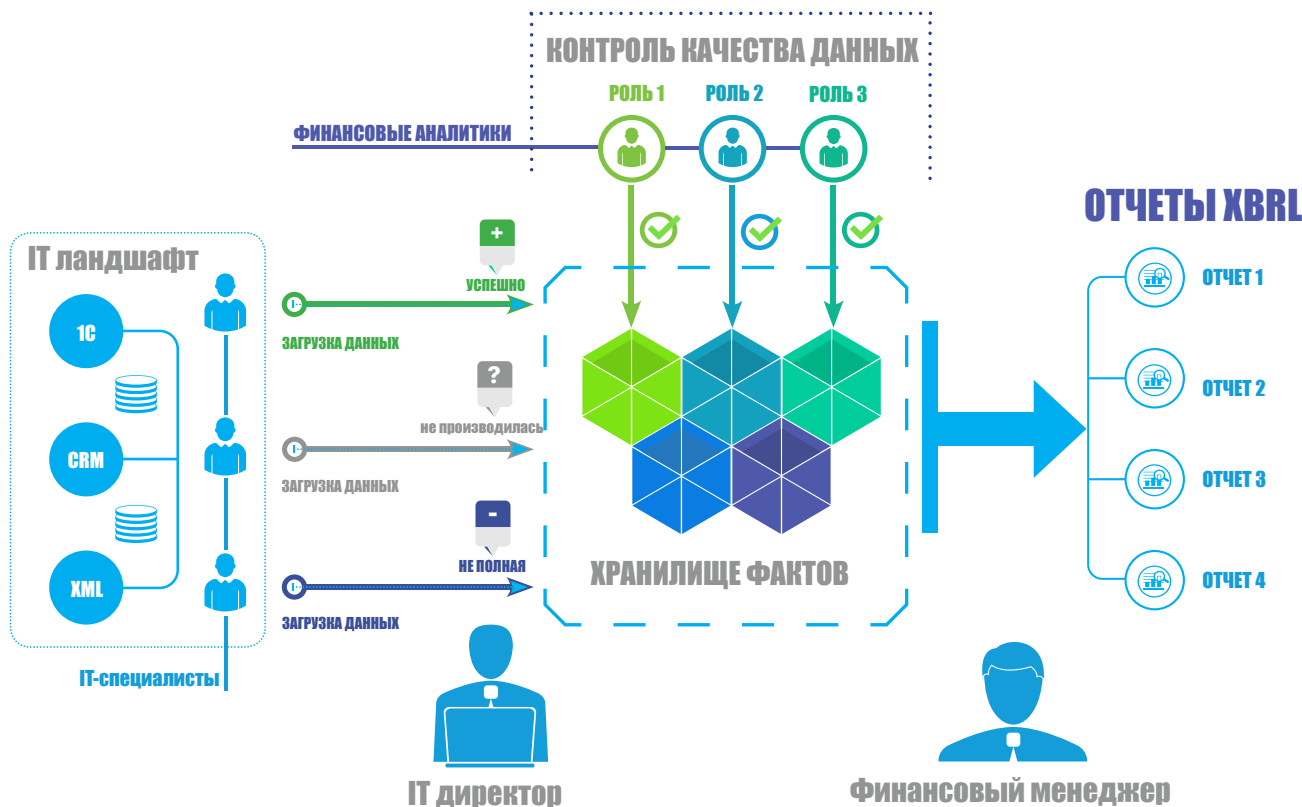 КОНТРОЛЬ КАЧЕСТВА ДАННЫХ
РОЛЬ 1
РОЛЬ 2
РОЛЬ 3
ФИНАНСОВЫЕ АНАЛИТИКИ
ОТЧЕТЫ XBRL
IT ландшафт
1C
CRM
XML
IT-специалисты
+
УСПЕШНО
ЗАГРУЗКА ДАННЫХ
?
не производилась
ЗАГРУЗКА ДАННЫХ
-
НЕ ПОЛНАЯ
ЗАГРУЗКА ДАННЫХ
ХРАНИЛИЩЕ ФАКТОВ
ОТЧЕТ 1
ОТЧЕТ 2
ОТЧЕТ 3
ОТЧЕТ 4
IT директор
Финансовый менеджер